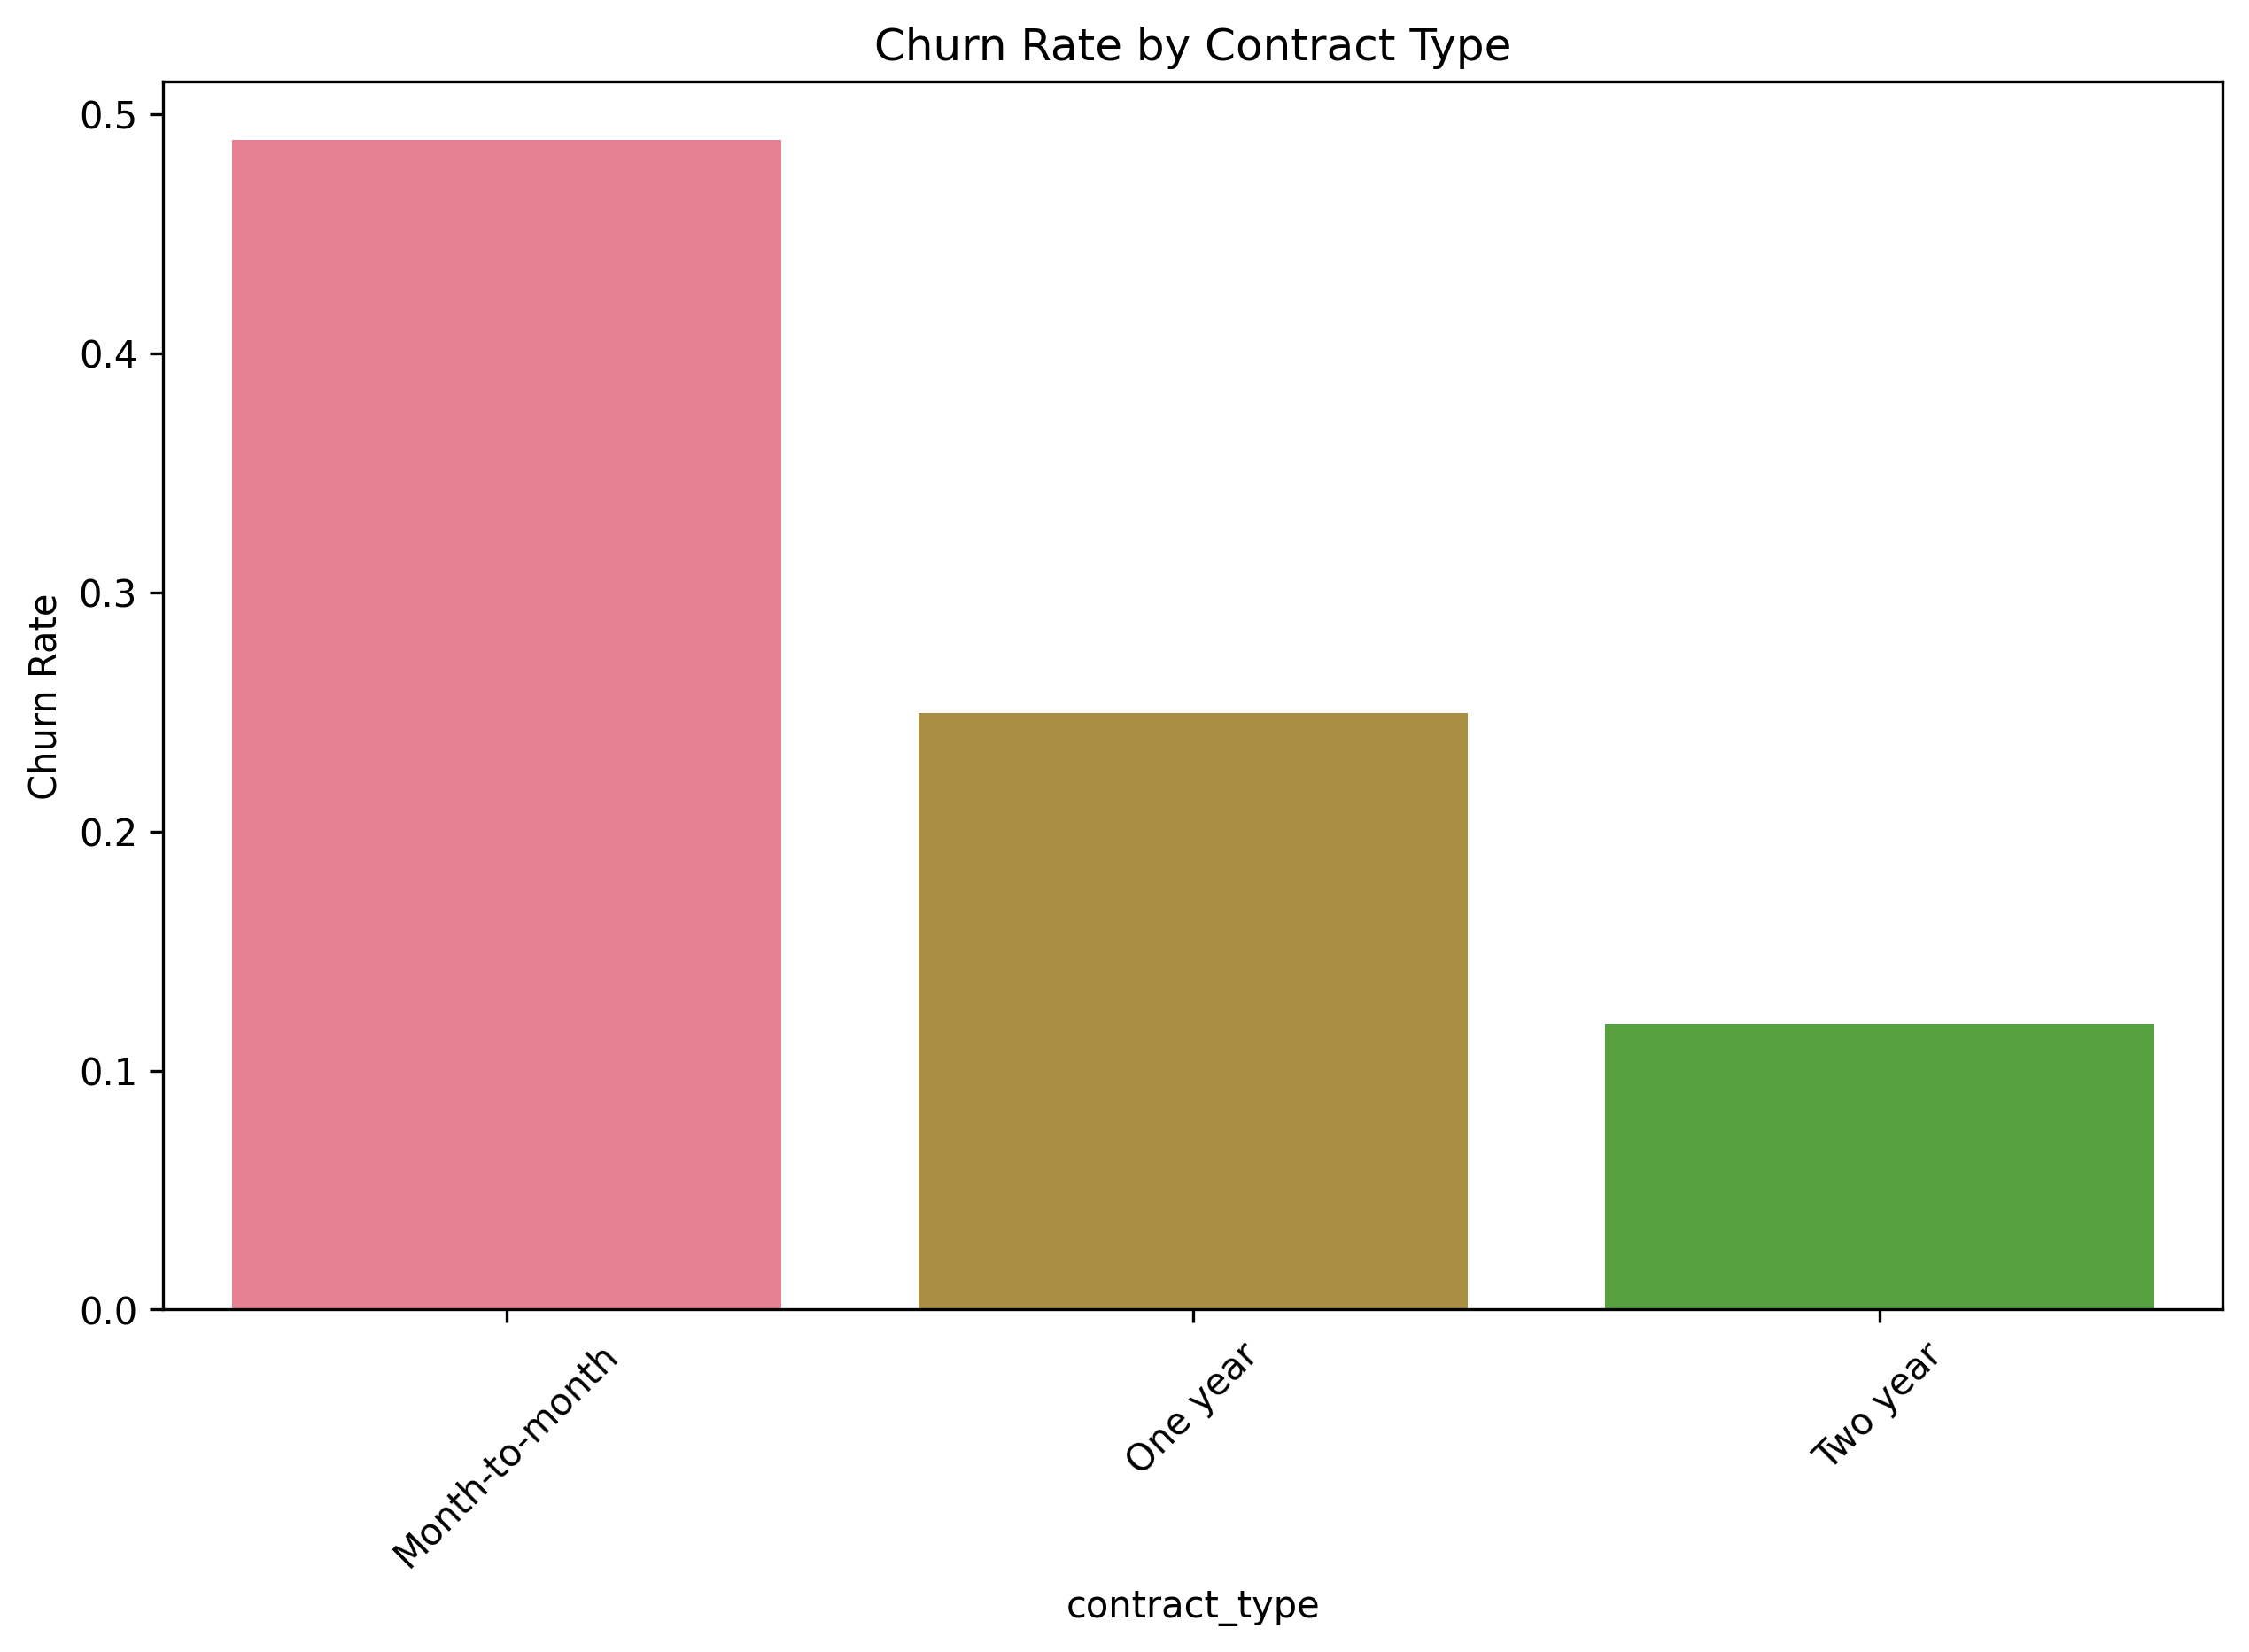 Churn Rate by Contract Type
Churn Rate
0.5
0.4
0.3
0.2
0.1
0.0
Month-to-month
One year
Two year
contract_type